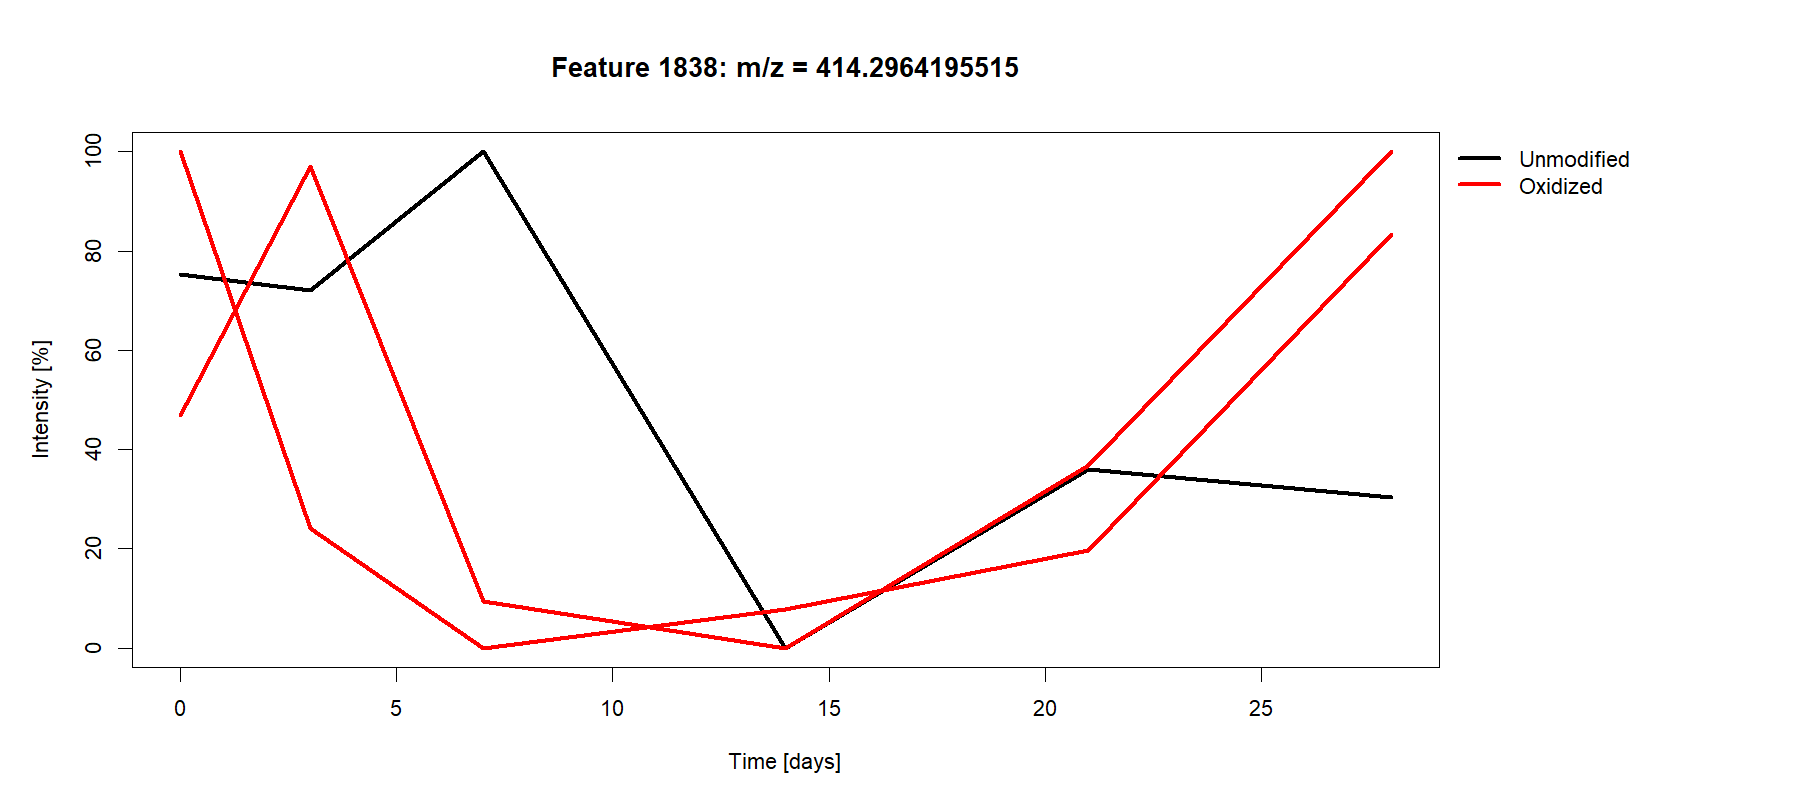 Feature 1838: m/z = 414.2964195515
Unmodified
Oxidized
Intensity [%]
100
80
60
40
20
0
0 5 10 15 20 25
Time [days]